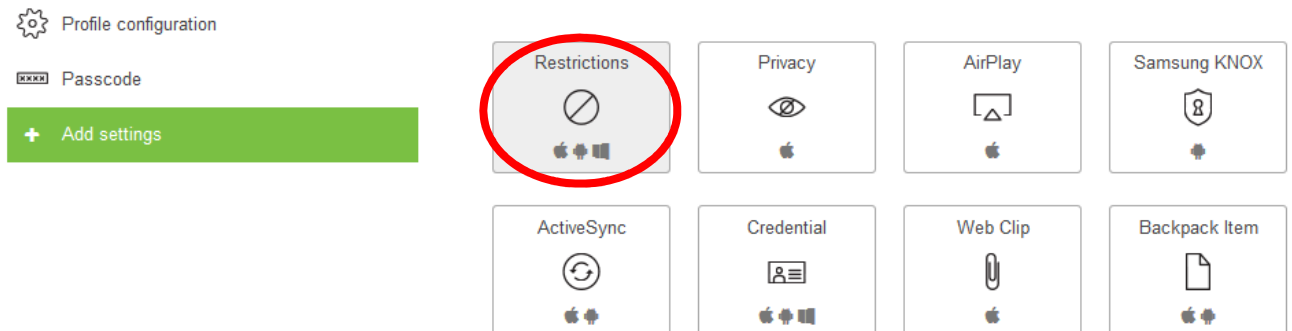 Profile configuration
Passcode
+ Add settings
Restrictions
Privacy
AirPlay
Samsung KNOX
ActiveSync
Credential
Web Clip
Backpack Item